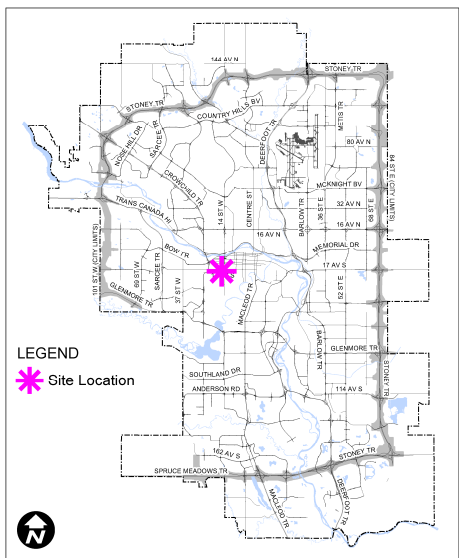 144 AV N
STONEY TR
STONEY TR
COUNTRY HILLS BV
METIS TR
NOSE HILL DR
SARCEE TR
DEERFOOT TR
80 AV N
CROWCHILD TR
MCKNIGHT BV
TRANS CANADA HI
14 ST W
CENTRE ST
BARLOW TR
36 ST E
32 AV N
68 ST E
84 ST E (CITY LIMITS)
16 AV N
16 AV N
BOW TR
MEMORIAL DR
17 AV S
101 ST W (CITY LIMITS)
69 ST W
SARCEE TR
37 ST W
GLENMORE TR
MACLEOD TR
52 ST E
BARLOW TR
GLENMORE TR
STONEY TR
LEGEND
Site Location
SOUTHLAND DR
ANDERSON RD
114 AV S
162 AV S
STONEY TR
SPRUCE MEADOWS TR
MACLEOD TR
DEERFOOT TR
N